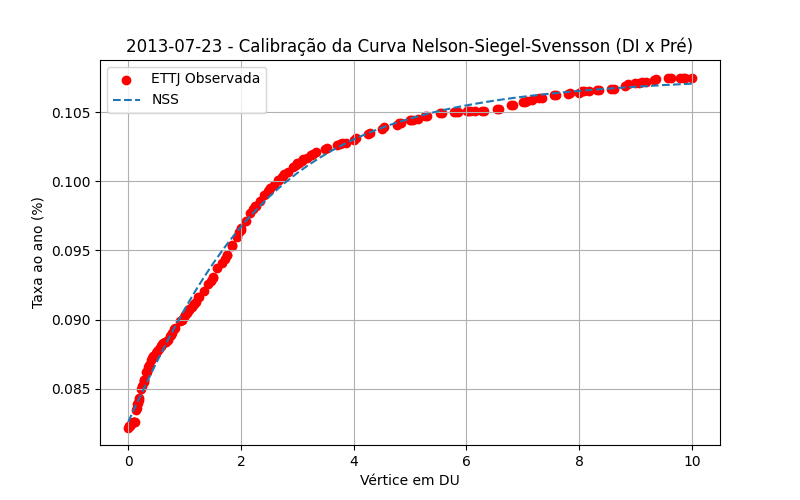 2013-07-23 - Calibração da Curva Nelson-Siegel-Svensson (DI x Pré)
ETTJ Observada
NSS
0.105
0.100
0.095
0.090
0.085
Taxa ao ano (%)
0 2 4 6 8 10
Vértice em DU